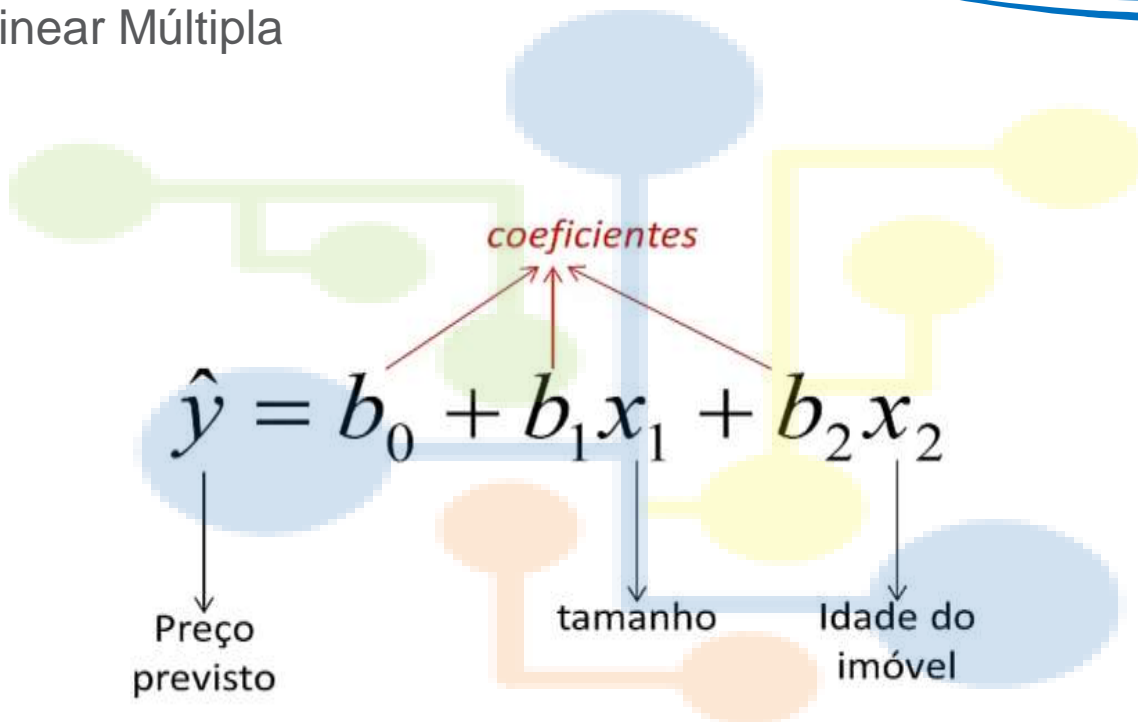 inear Múltipla
coeficientes
ŷ = b₀ + b₁x₁ + b₂x₂
Preço
previsto
tamanho
Idade do
imóvel